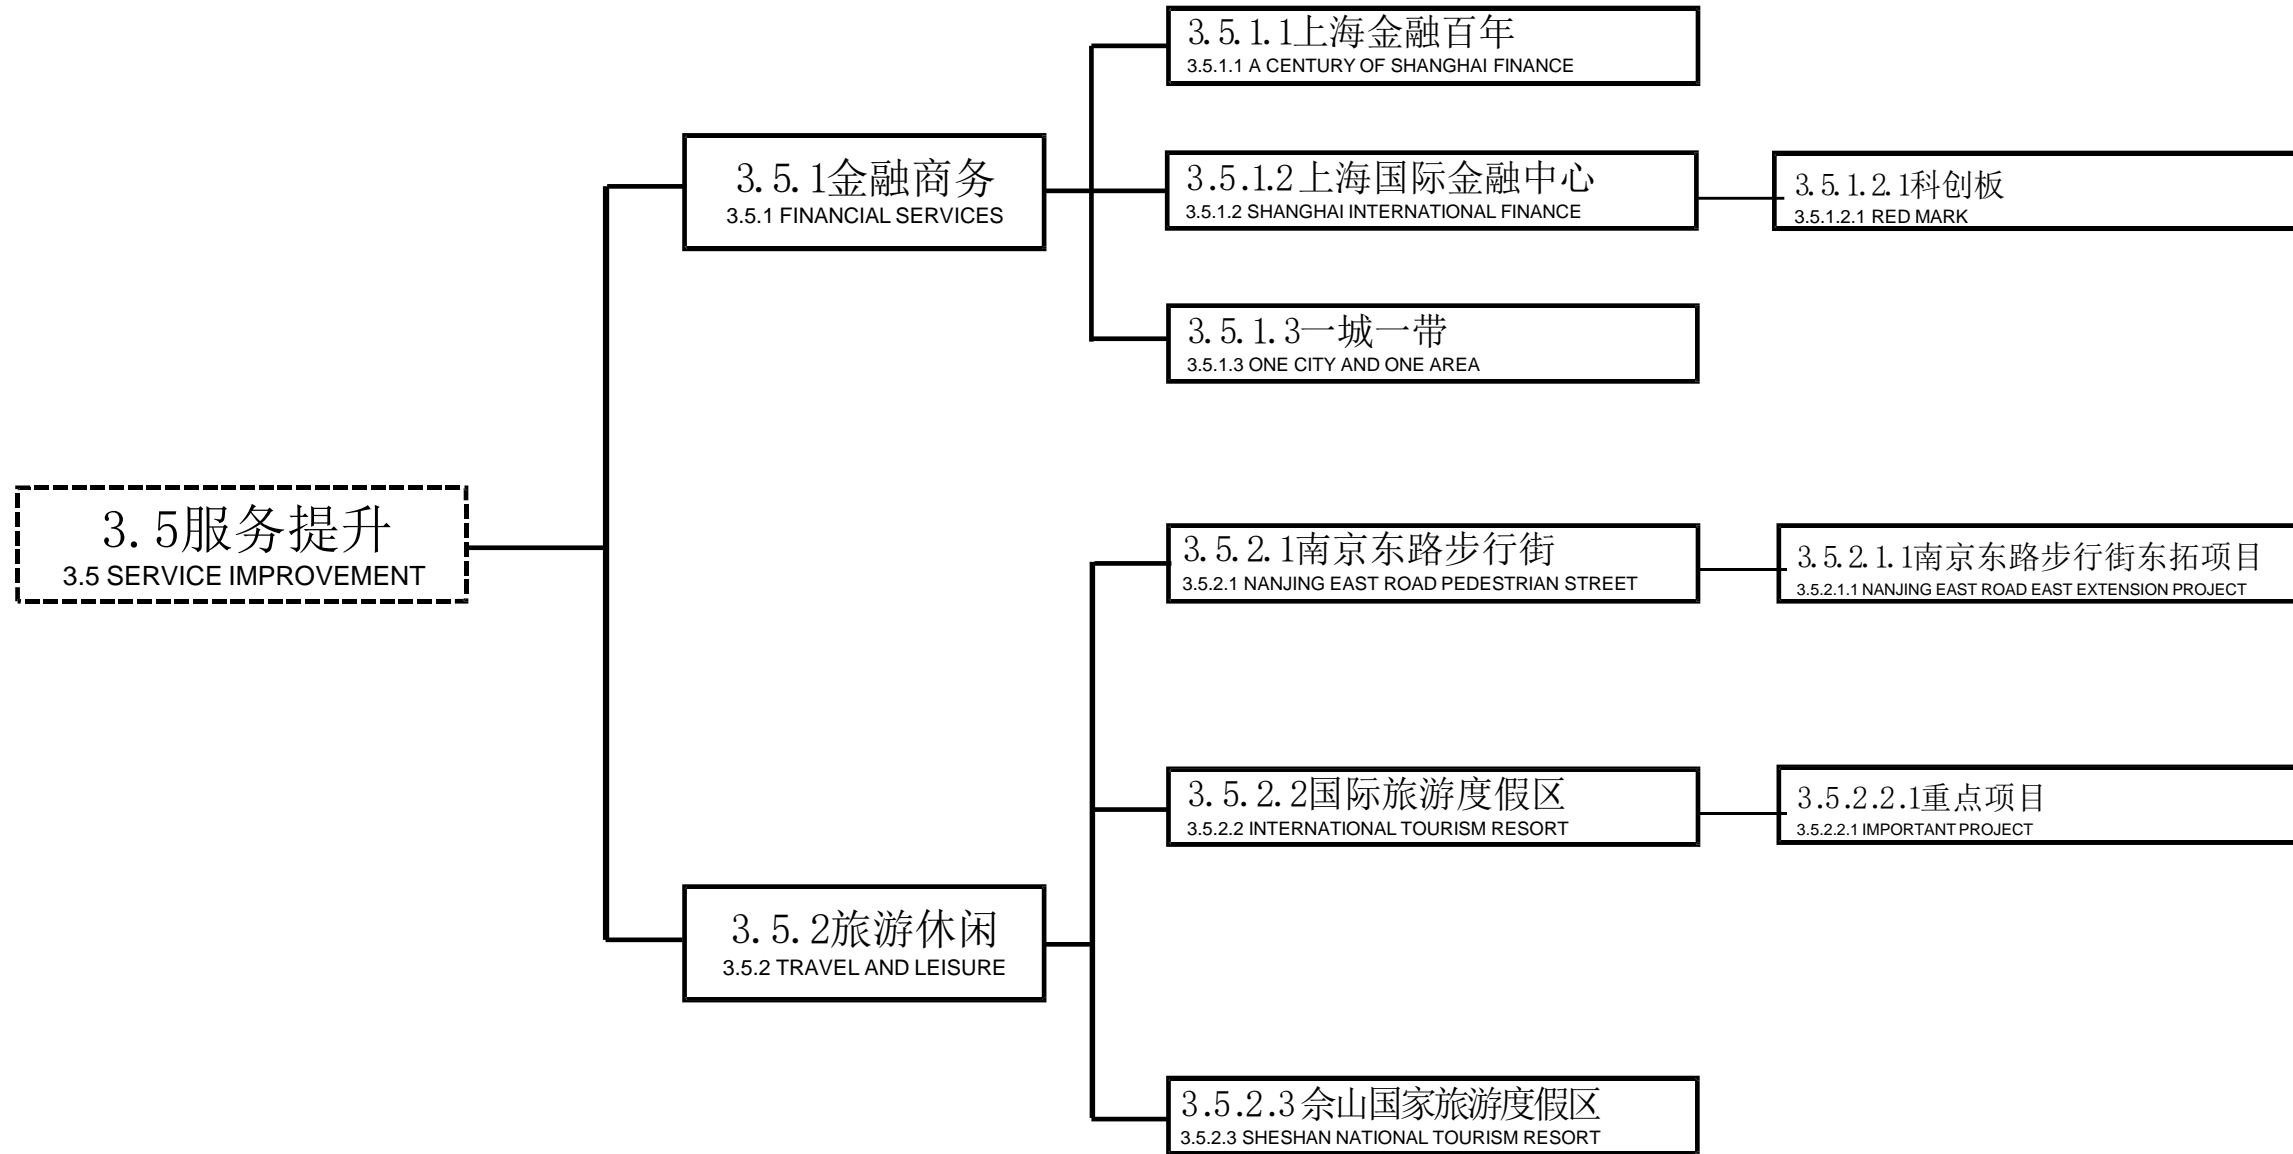 3.5服务提升
3.5 SERVICE IMPROVEMENT
3.5.1金融商务
3.5.1 FINANCIAL SERVICES
3.5.1.1上海金融百年
3.5.1.1 A CENTURY OF SHANGHAI FINANCE
3.5.1.2上海国际金融中心
3.5.1.2 SHANGHAI INTERNATIONAL FINANCE
3.5.1.2.1科创板
3.5.1.2.1 RED MARK
3.5.1.3一城一带
3.5.1.3 ONE CITY AND ONE AREA
3.5.2旅游休闲
3.5.2 TRAVEL AND LEISURE
3.5.2.1南京东路步行街
3.5.2.1 NANJING EAST ROAD PEDESTRIAN STREET
3.5.2.1.1南京东路步行街东拓项目
3.5.2.1.1 NANJING EAST ROAD EAST EXTENSION PROJECT
3.5.2.2国际旅游度假区
3.5.2.2 INTERNATIONAL TOURISM RESORT
3.5.2.2.1重点项目
3.5.2.2.1 IMPORTANT PROJECT
3.5.2.3佘山国家旅游度假区
3.5.2.3 SHESHAN NATIONAL TOURISM RESORT